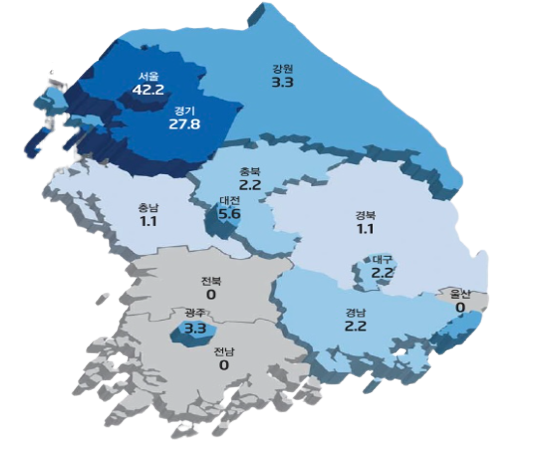 강원
3.3
서울
42.2
경기
27.8
충북
2.2
대전
5.6
충남
1.1
경북
1.1
대구
2.2
전북
0
울산
0
광주
3.3
경남
2.2
전남
0